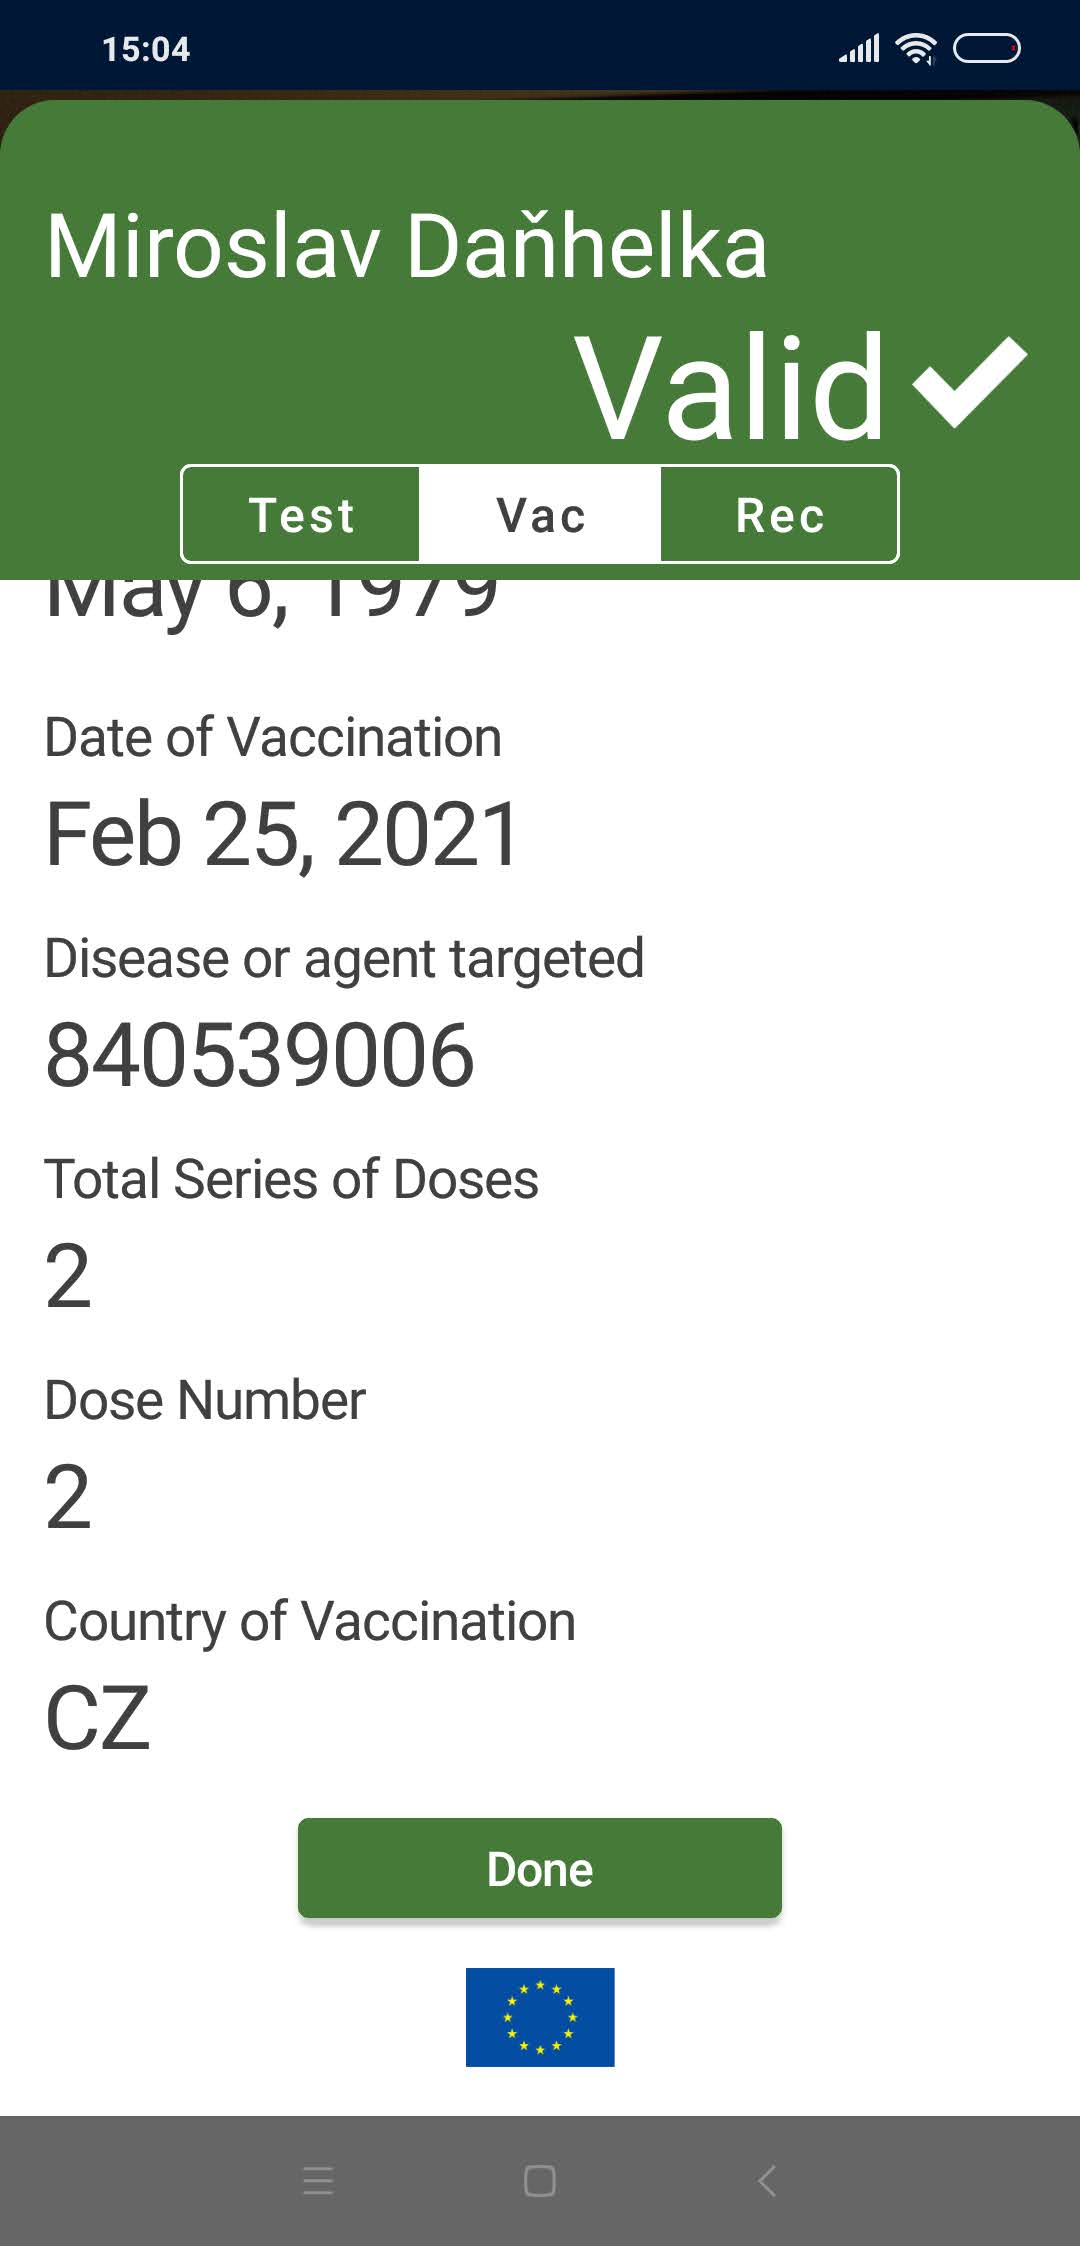 15:04
Miroslav Daňhelka
Valid
Test Vac Rec
May 6, 1979
Date of Vaccination
Feb 25, 2021
Disease or agent targeted
840539006
Total Series of Doses
2
Dose Number
2
Country of Vaccination
CZ
Done